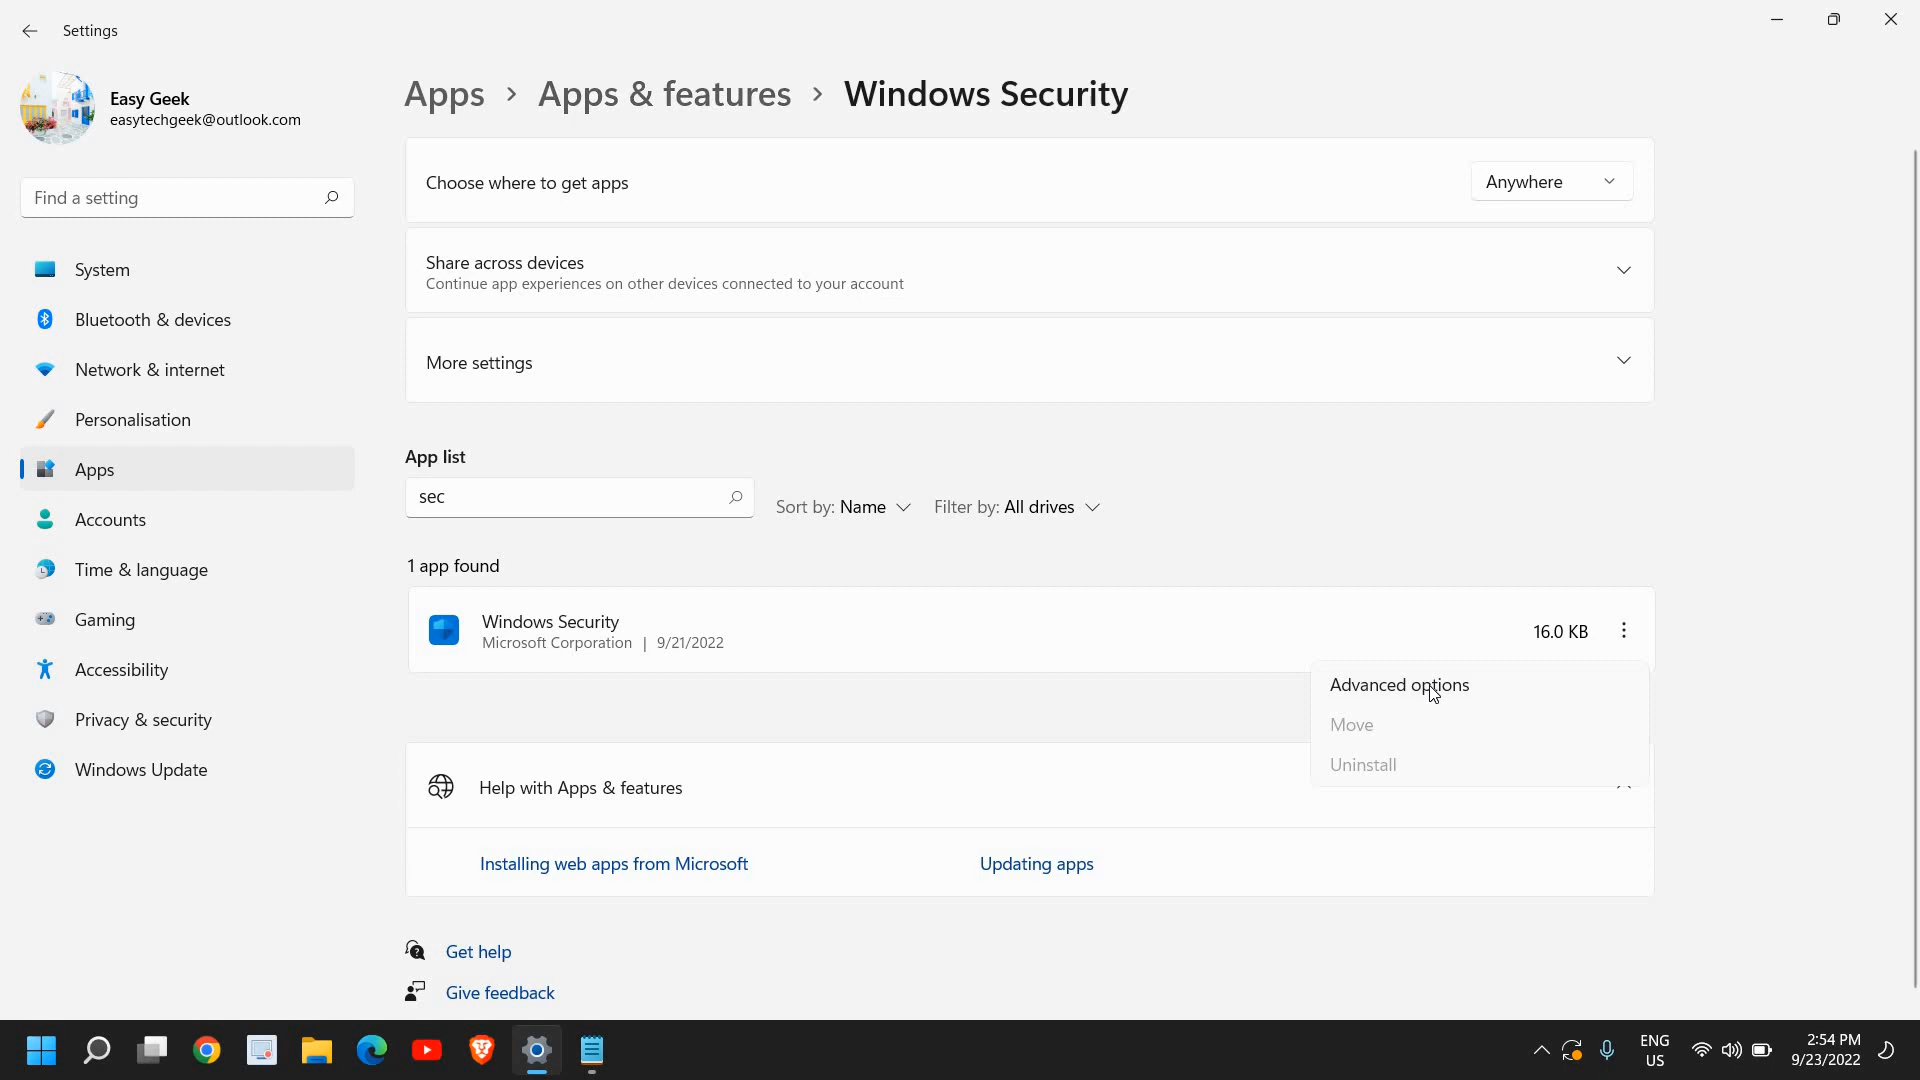 Settings
Easy Geek
easytechgeek@outlook.com
Find a setting
System
Bluetooth & devices
Network & internet
Personalisation
Apps
Accounts
Time & language
Gaming
Accessibility
Privacy & security
Windows Update
Apps > Apps & features > Windows Security
Choose where to get apps
Anywhere
Share across devices
Continue app experiences on other devices connected to your account
More settings
App list
sec
Sort by: Name
Filter by: All drives
1 app found
Windows Security
Microsoft Corporation | 9/21/2022
16.0 KB
Advanced options
Move
Uninstall
Help with Apps & features
Installing web apps from Microsoft
Updating apps
Get help
Give feedback
ENG
US
2:54 PM
9/23/2022